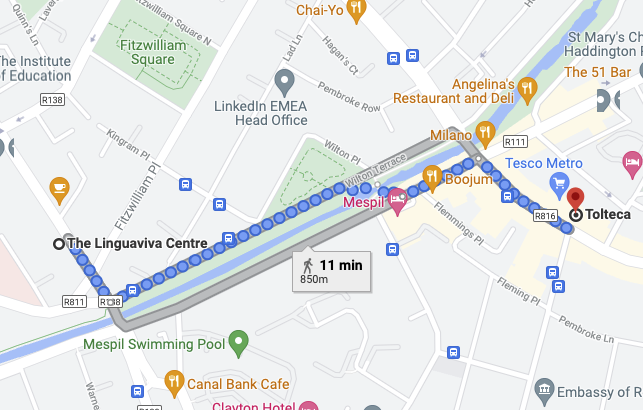 Chai-Yo
Quinn's Ln
Fitzwilliam Square N
Lad Ln
Hagan's Ct
St Mary's Ch
Haddington R
The Institute
of Education
Fitzwilliam
Square
The 51 Bar
Angelina's
Restaurant and Deli
R138
LinkedIn EMEA
Head Office
Pembroke Row
Milano
R111
Kingram Pl
Wilton Pl
Wilton Terrace
Tesco Metro
Fitzwilliam Pl
Boojum
Mespil
R816
Tolteca
Flemmings Pl
The Linguaviva Centre
11 min
850m
Fleming Pl
R811
Pembroke Ln
Mespil Swimming Pool
Canal Bank Cafe
Warne
Clayton Hotel
Embassy of R